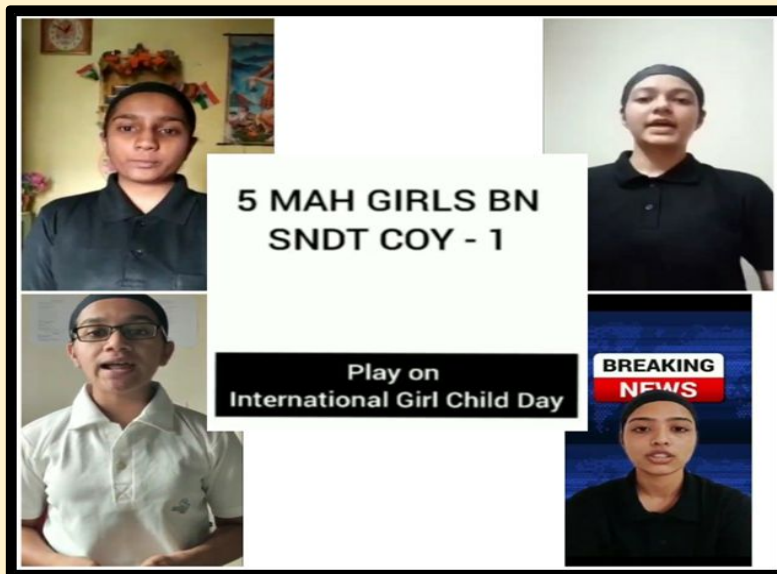 5 MAH GIRLS BN
SNDT COY - 1
Play on
International Girl Child Day
BREAKING
NEWS